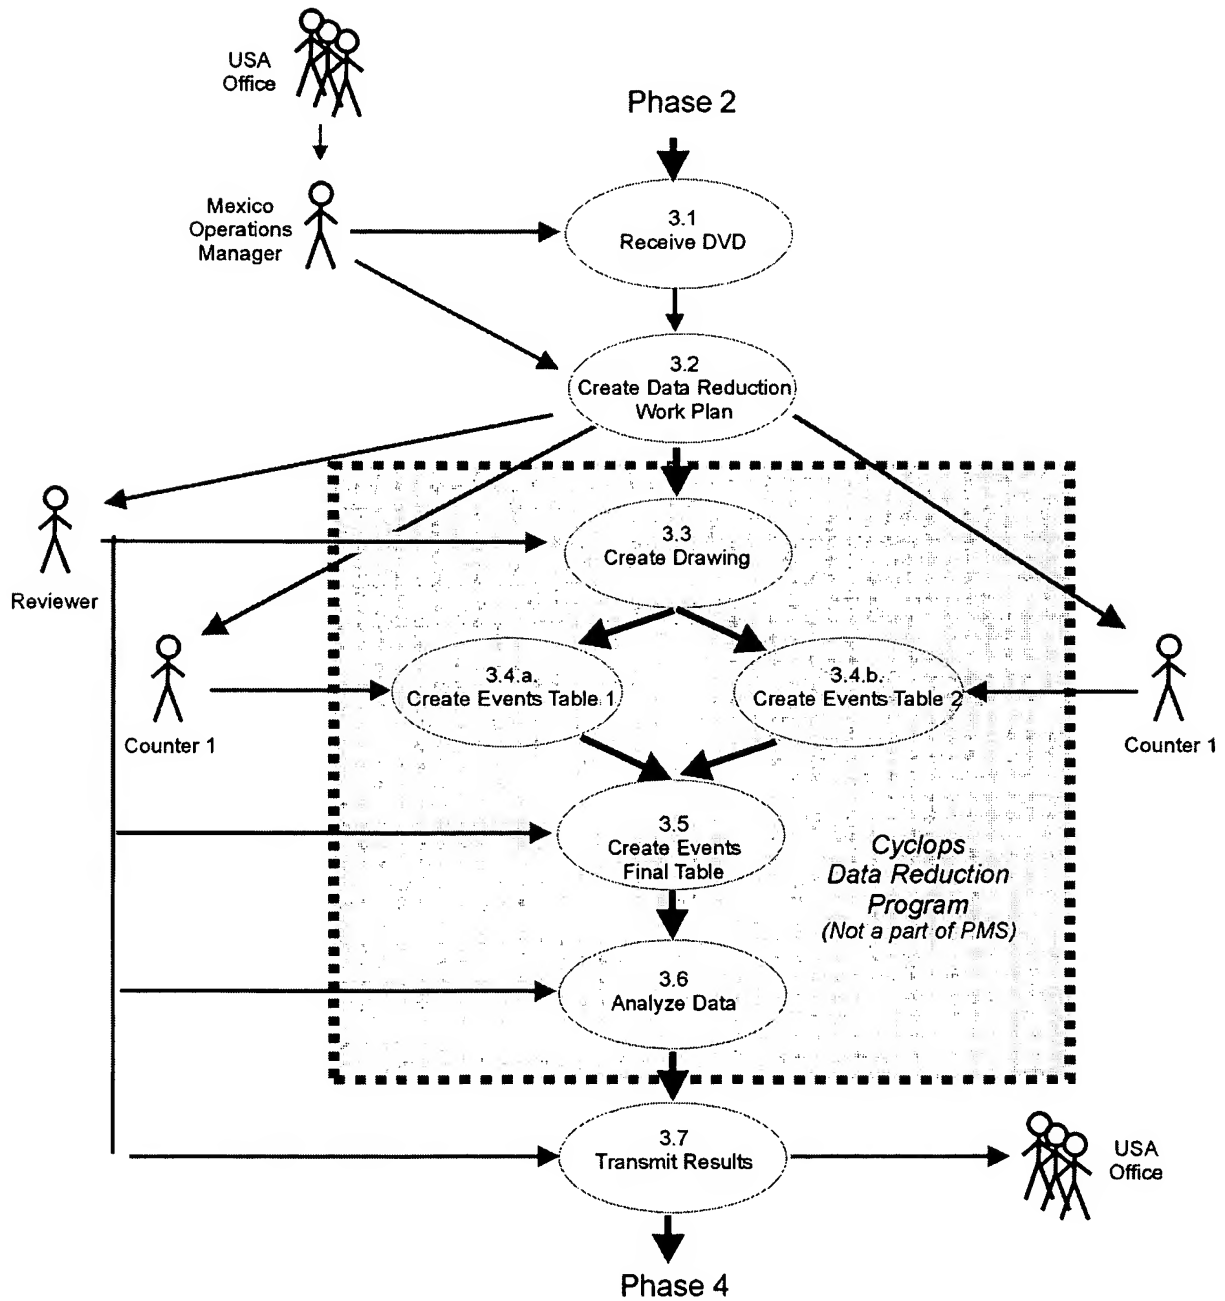 USA
Office
Phase 2
Mexico
Operations
Manager
3.1
Receive DVD
3.2
Create Data Reduction
Work Plan
3.3
Create Drawing
Reviewer
3.4.a.
Create Events Table 1
3.4.b.
Create Events Table 2
Counter 1
Counter 1
3.5
Create Events
Final Table
Cyclops
Data Reduction
Program
(Not a part of PMS)
3.6
Analyze Data
3.7
Transmit Results
USA
Office
Phase 4